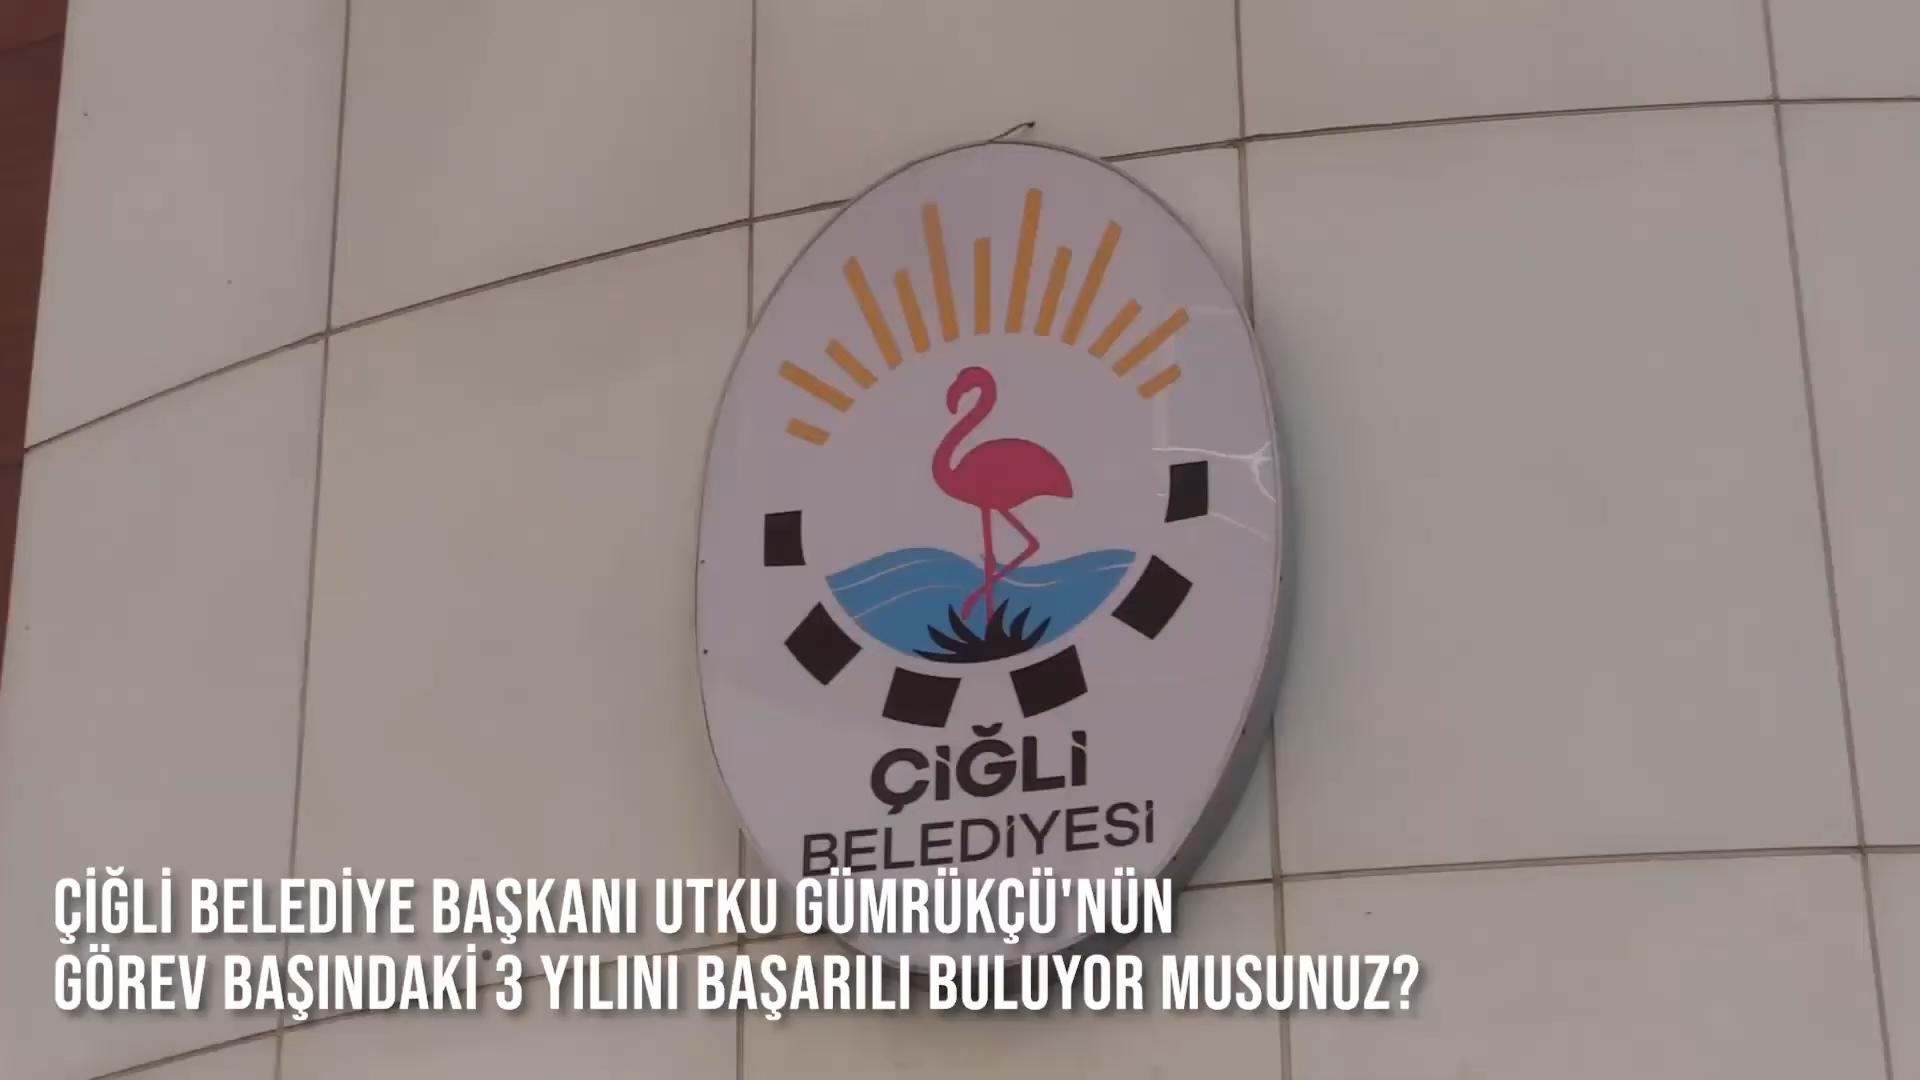 ÇİĞLİ
BELEDİYESİ
ÇİĞLİ BELEDİYE BAŞKANI UTKU GÜMRÜKÇÜ'NÜN
GÖREV BAŞINDAKİ 3 YILINI BAŞARILI BULUYOR MUSUNUZ?